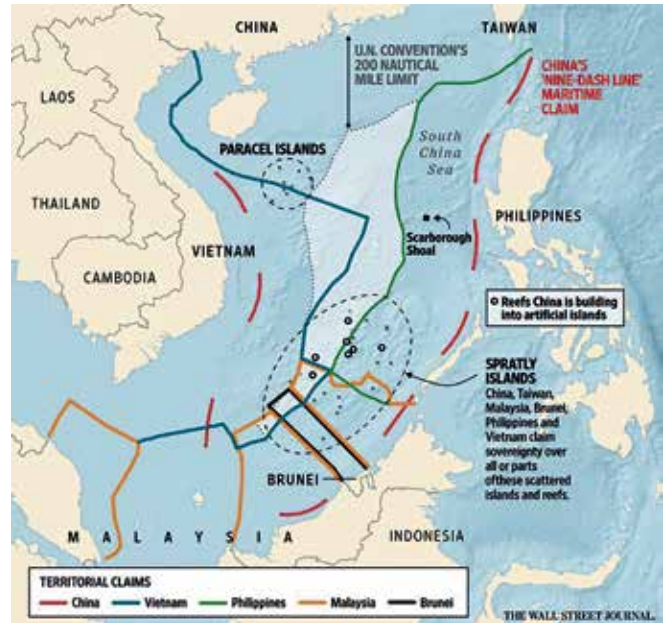 CHINA
TAIWAN
U.N. CONVENTION'S
200 NAUTICAL
MILE LIMIT
CHINA'S
'NINE-DASH LINE'
MARITIME
CLAIM
LAOS
PARACEL ISLANDS
South
China
Sea
THAILAND
VIETNAM
PHILIPPINES
Scarborough
Shoal
CAMBODIA
Reefs China is building
into artificial islands
SPRATLY
ISLANDS
China, Taiwan,
Malaysia, Brunei,
Philippines and
Vietnam claim
sovereignty over
all or parts
ofthese scattered
islands and reefs.
BRUNEI
MALAYSIA
INDONESIA
TERRITORIAL CLAIMS
China Vietnam Philippines Malaysia Brunei
THE WALL STREET JOURNAL.